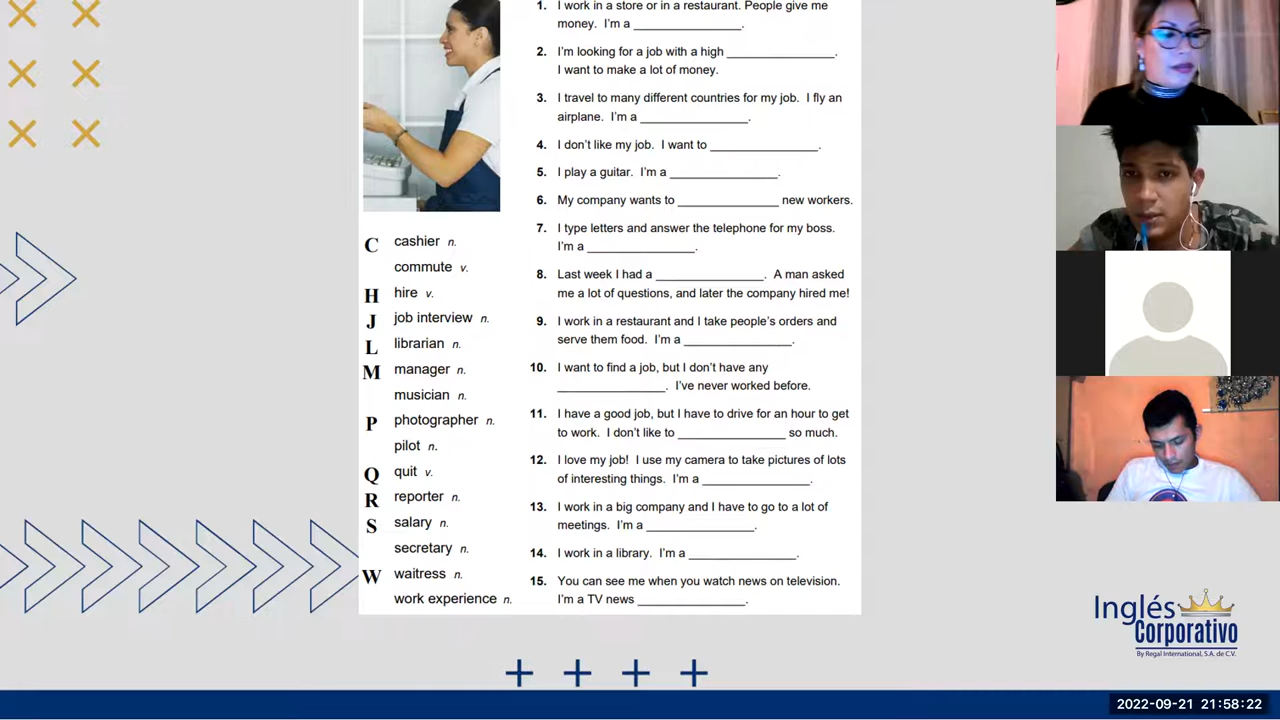 1. I work in a store or in a restaurant. People give me
money. I'm a ________________.
2. I'm looking for a job with a high ________________.
I want to make a lot of money.
3. I travel to many different countries for my job. I fly an
airplane. I'm a ________________.
4. I don't like my job. I want to ________________.
5. I play a guitar. I'm a ________________.
6. My company wants to _______________ new workers.
7. I type letters and answer the telephone for my boss.
I'm a ________________.
8. Last week I had a ________________. A man asked
me a lot of questions, and later the company hired me!
9. I work in a restaurant and I take people's orders and
serve them food. I'm a ________________.
10. I want to find a job, but I don't have any
________________. I've never worked before.
11. I have a good job, but I have to drive for an hour to get
to work. I don't like to ________________ so much.
12. I love my job! I use my camera to take pictures of lots
of interesting things. I'm a ________________.
13. I work in a big company and I have to go to a lot of
meetings. I'm a ________________.
14. I work in a library. I'm a ________________.
15. You can see me when you watch news on television.
I'm a TV news ________________.
C cashier n.
commute v.
H hire v.
J job interview n.
L librarian n.
M manager n.
musician n.
P photographer n.
pilot n.
Q quit v.
R reporter n.
S salary n.
secretary n.
W waitress n.
work experience n.
Inglés
Corporativo
By Regal International, S.A. de C.V.
2022-09-21 21:58:22